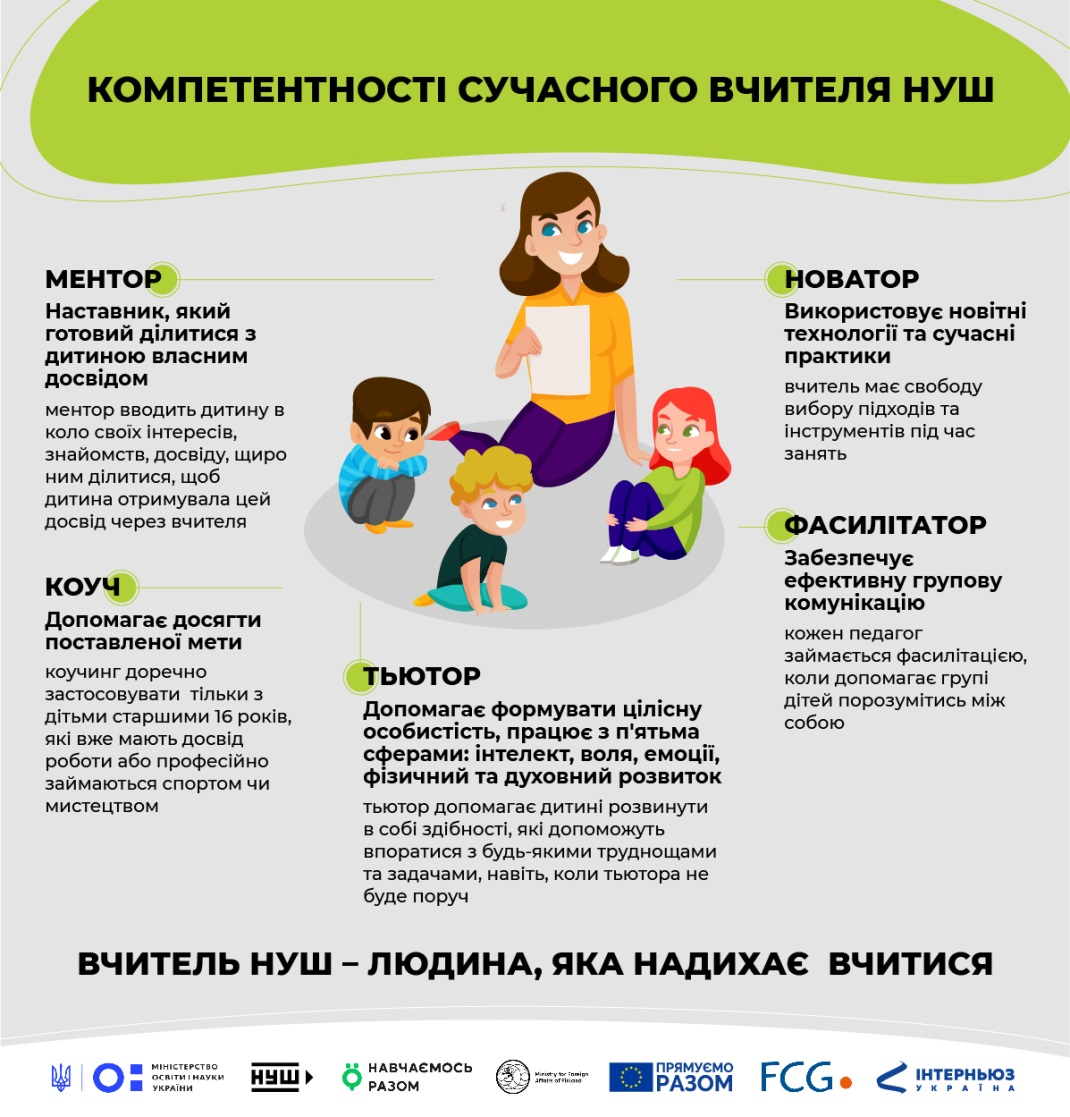 КОМПЕТЕНТНОСТІ СУЧАСНОГО ВЧИТЕЛЯ НУШ
МЕНТОР
Наставник, який
готовий ділитися з
дитиною власним
досвідом
ментор вводить дитину в
коло своїх інтересів,
знайомств, досвіду, щиро
ним ділитися, щоб
дитина отримувала цей
досвід через вчителя
КОУЧ
Допомагає досягти
поставленої мети
коучинг доречно
застосовувати тільки з
дітьми старшими 16 років,
які вже мають досвід
роботи або професійно
займаються спортом чи
мистецтвом
ТЬЮТОР
Допомагає формувати цілісну
особистість, працює з п'ятьма
сферами: інтелект, воля, емоції,
фізичний та духовний розвиток
тьютор допомагає дитині розвинути
в собі здібності, які допоможуть
впоратися з будь-якими труднощами
та задачами, навіть, коли тьютора не
буде поруч
НОВАТОР
Використовує новітні
технології та сучасні
практики
вчитель має свободу
вибору підходів та
інструментів під час
занять
ФАСИЛІТАТОР
Забезпечує
ефективну групову
комунікацію
кожен педагог
займається фасилітацією,
коли допомагає групі
дітей порозумітись між
собою
ВЧИТЕЛЬ НУШ – ЛЮДИНА, ЯКА НАДИХАЄ ВЧИТИСЯ
МІНІСТЕРСТВО
ОСВІТИ І НАУКИ
УКРАЇНИ
НУШ
НАВЧАЄМОСЬ
РАЗОМ
Ministry for Foreign
Affairs of Finland
ПРЯМУЄМО
РАЗОМ
FCG
ІНТЕРНЬЮЗ
УКРАЇНА